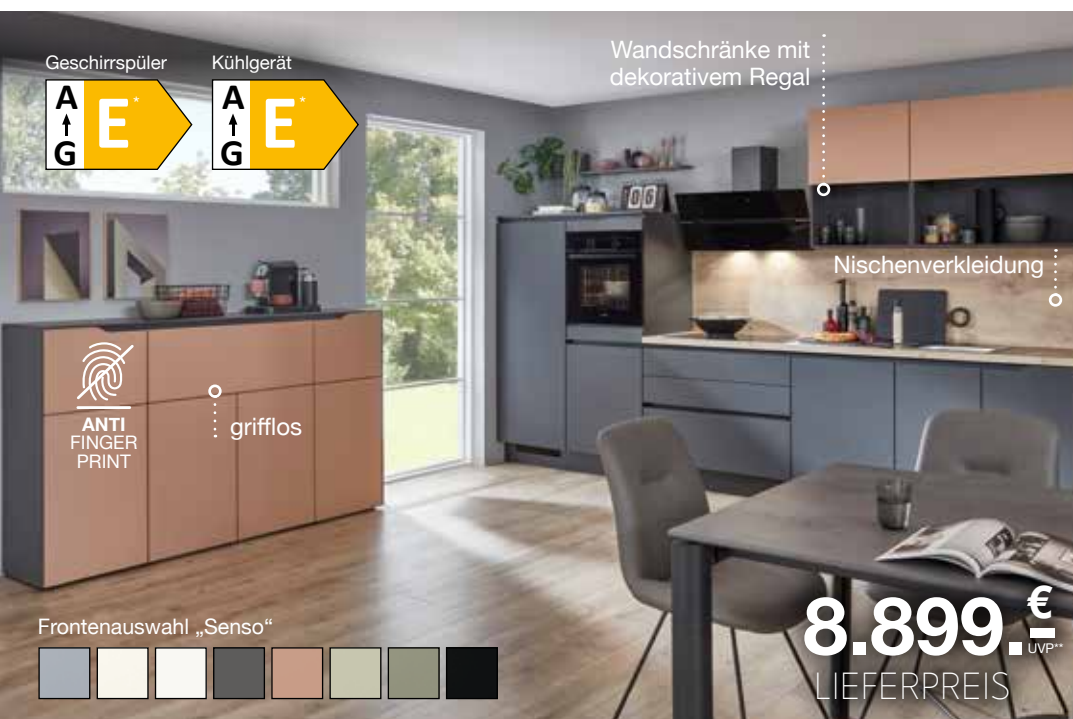 Geschirrspüler
A
G
E*
Kühlgerät
A
G
E*
Wandschränke mit
dekorativem Regal
Nischenverkleidung
ANTI
FINGER
PRINT
grifflos
Frontenauswahl „Senso“
8.899.-€
UVP**
LIEFERPREIS